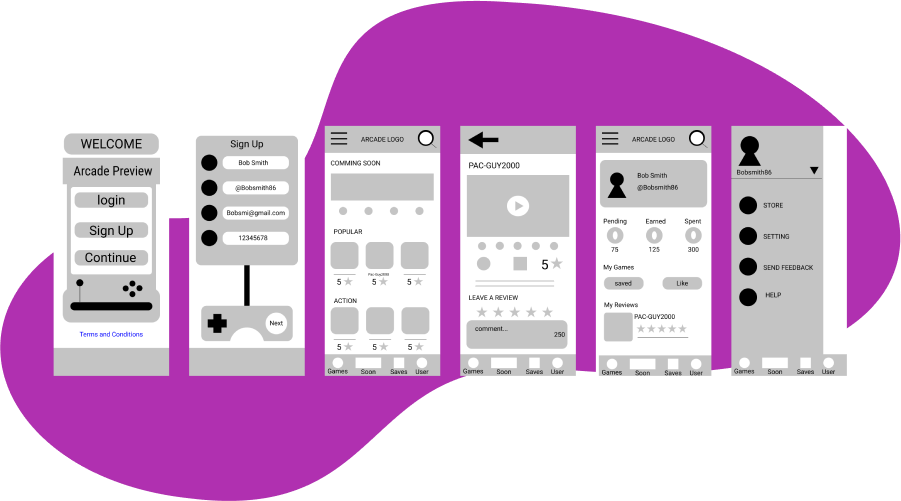 WELCOME
Arcade Preview
login
Sign Up
Continue
Terms and Conditions
Sign Up
Bob Smith
@Bobsmith86
Bobsmi@gmail.com
12345678
Next
ARCADE LOGO
COMMING SOON
POPULAR
Pac-Guy2000
5 5 5
ACTION
5 5 5
Games Soon Saves User
PAC-GUY2000
5
LEAVE A REVIEW
comment...
250
Games Soon Saves User
ARCADE LOGO
Bob Smith
@Bobsmith86
Pending Earned Spent
0 0 0
75 125 300
My Games
saved Like
My Reviews
PAC-GUY2000
Games Soon Saves User
Bobsmith86
STORE
SETTING
SEND FEEDBACK
HELP
Games Soon Saves User